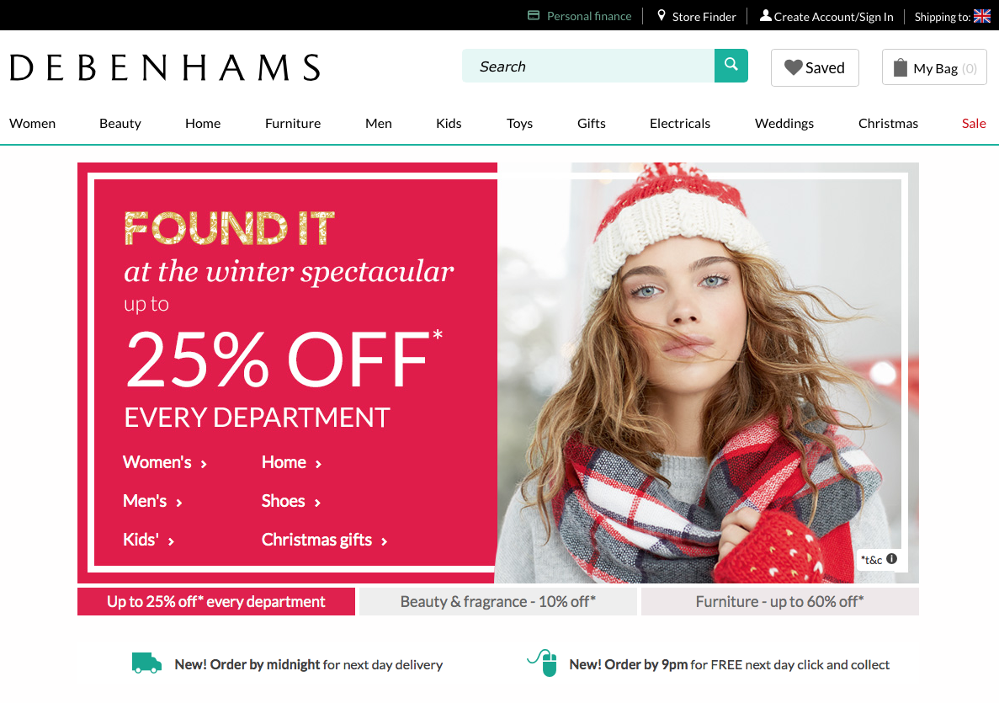 Personal finance
Store Finder
Create Account/Sign In
Shipping to:
DEBENHAMS
Search
Saved
My Bag (0)
Women
Beauty
Home
Furniture
Men
Kids
Toys
Gifts
Electricals
Weddings
Christmas
Sale
FOUND IT
at the winter spectacular
up to
25% OFF*
EVERY DEPARTMENT
Women's ›
Home ›
Men's ›
Shoes ›
Kids' ›
Christmas gifts ›
*t&c
Up to 25% off* every department
Beauty & fragrance - 10% off*
Furniture - up to 60% off*
New! Order by midnight for next day delivery
New! Order by 9pm for FREE next day click and collect